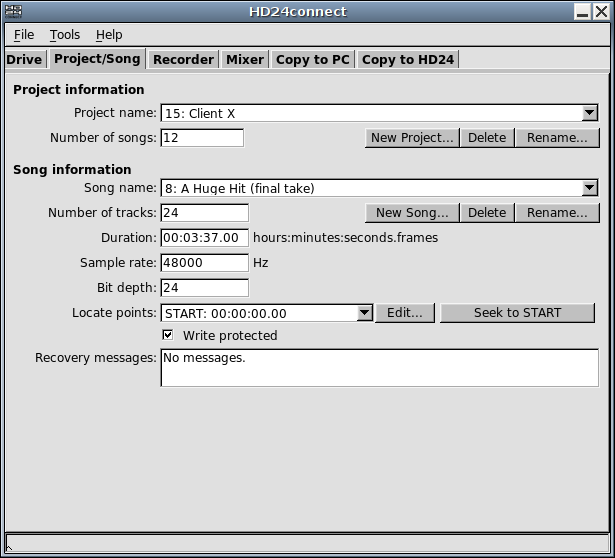 HD24connect
File Tools Help
Drive Project/Song Recorder Mixer Copy to PC Copy to HD24
Project information
Project name: 15: Client X
Number of songs: 12 New Project... Delete Rename...
Song information
Song name: 8: A Huge Hit (final take)
Number of tracks: 24 New Song... Delete Rename...
Duration: 00:03:37.00 hours:minutes:seconds.frames
Sample rate: 48000 Hz
Bit depth: 24
Locate points: START: 00:00:00.00 Edit... Seek to START
Write protected
Recovery messages: No messages.